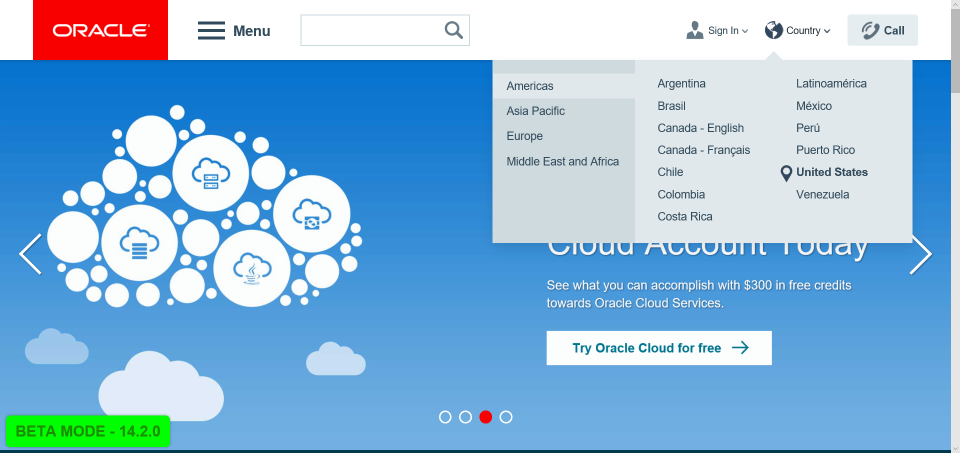 ORACLE
Menu
Sign In
Country
Call
Americas
Asia Pacific
Europe
Middle East and Africa
Argentina
Brasil
Canada - English
Canada - Français
Chile
Colombia
Costa Rica
Latinoamérica
México
Perú
Puerto Rico
United States
Venezuela
Cloud Account Today
See what you can accomplish with $300 in free credits
towards Oracle Cloud Services.
Try Oracle Cloud for free
BETA MODE - 14.2.0